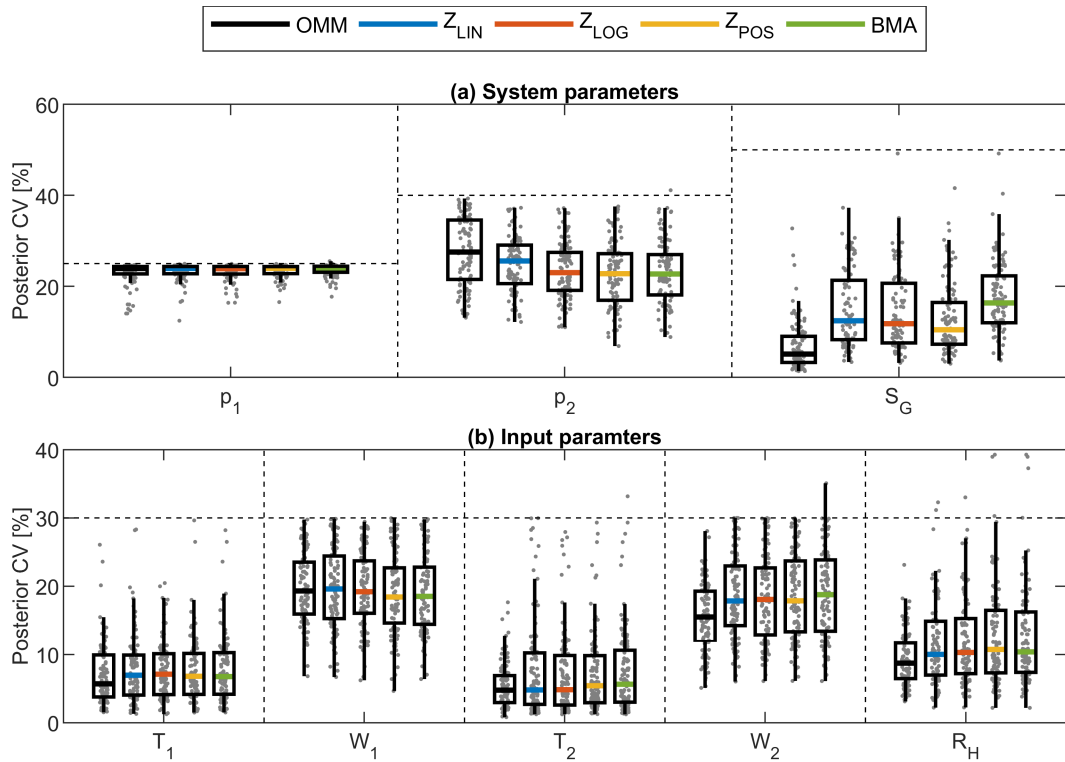 OMM Z_LIN Z_LOG Z_POS BMA
(a) System parameters
Posterior CV [%]
60
40
20
0
p_1 p_2 S_G
(b) Input paramters
Posterior CV [%]
40
30
20
10
0
T_1 W_1 T_2 W_2 R_H